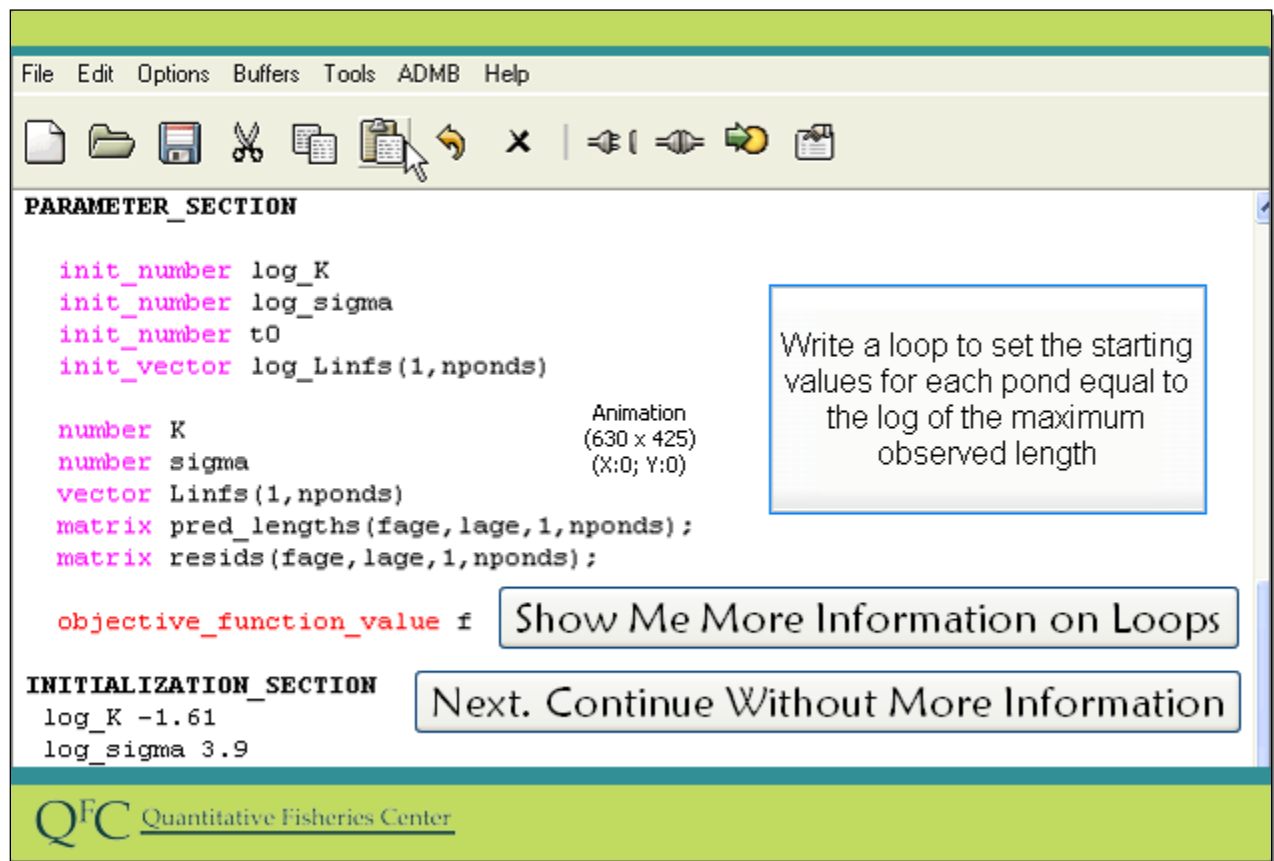 File Edit Options Buffers Tools ADMB Help
PARAMETER_SECTION
init_number log_K
init_number log_sigma
init_number t0
init_vector log_Linfs(1,nponds)
number K
number sigma
vector Linfs(1,nponds)
matrix pred_lengths(fage,lage,1,nponds);
matrix resids(fage,lage,1,nponds);
objective_function_value f
INITIALIZATION_SECTION
log_K -1.61
log_sigma 3.9
Animation
(630 x 425)
(X:0; Y:0)
Write a loop to set the starting
values for each pond equal to
the log of the maximum
observed length
Show Me More Information on Loops
Next. Continue Without More Information
QFC Quantitative Fisheries Center